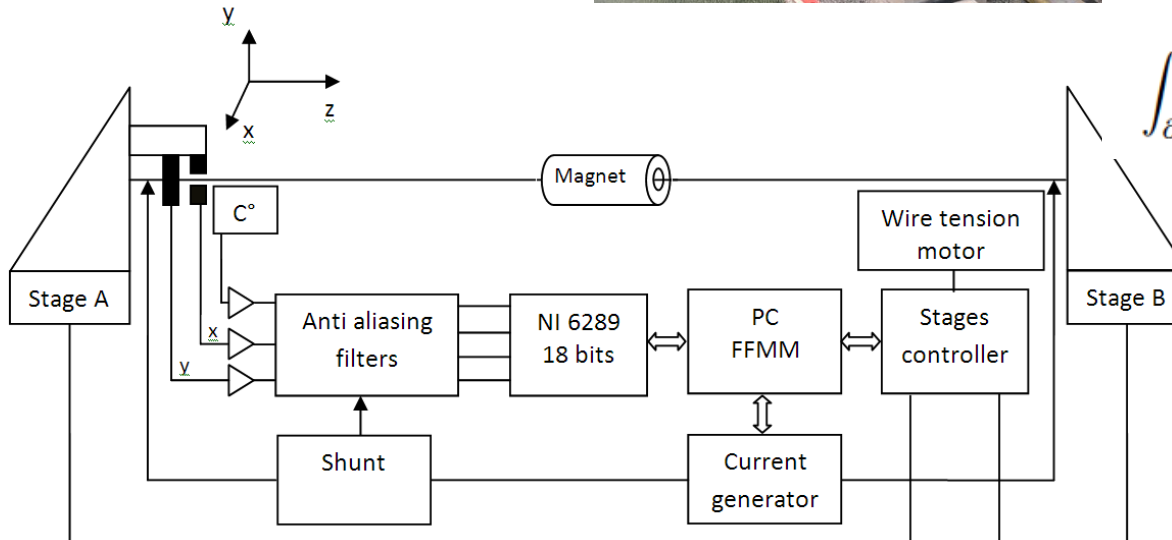 y
z
x
Magnet
C°
Wire tension
motor
Stage A
Stage B
x
y
Anti aliasing
filters
NI 6289
18 bits
PC
FFMM
Stages
controller
Shunt
Current
generator